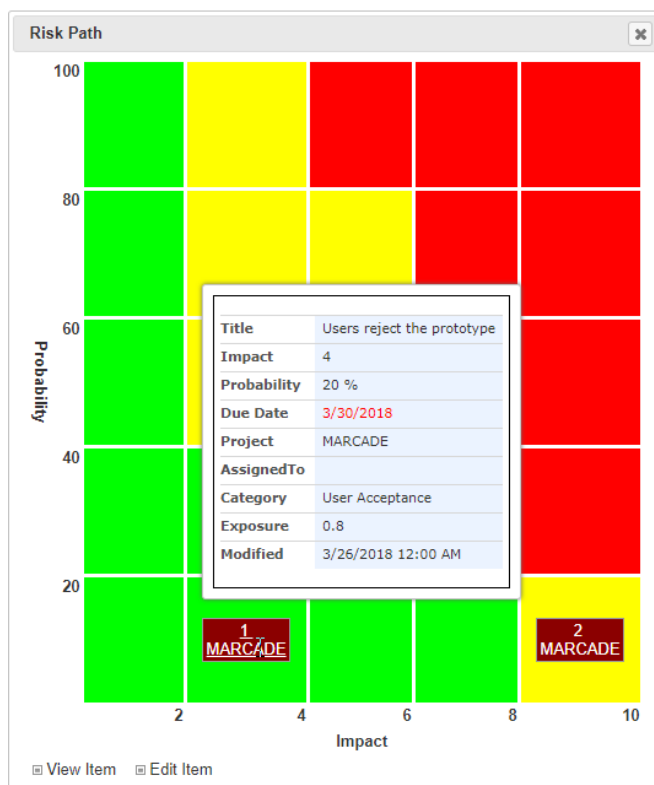 Risk Path
100
80
60
40
20
Probability
Title Users reject the prototype
Impact 4
Probability 20 %
Due Date 3/30/2018
Project MARCADE
AssignedTo
Category User Acceptance
Exposure 0.8
Modified 3/26/2018 12:00 AM
1
MARCADE
2
MARCADE
2 4 6 8 10
Impact
View Item Edit Item